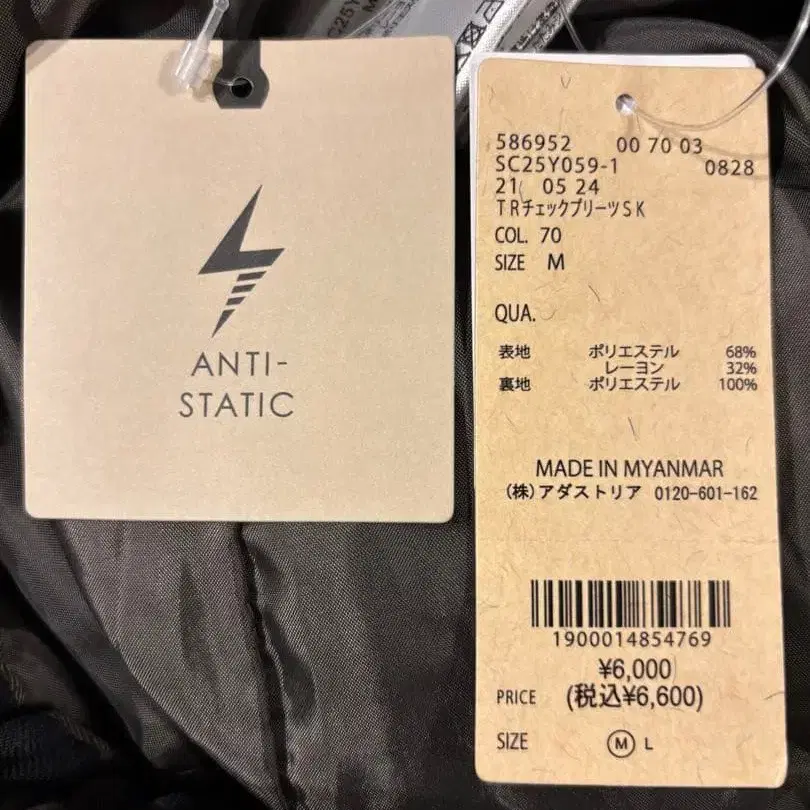 ANTI-
STATIC
C25Y
M
586952 00 70 03
SC25Y059-1 0828
21 05 24
TRチェックプリーツSK
COL. 70
SIZE M
QUA.
表地 ポリエステル 68%
レーヨン 32%
裏地 ポリエステル 100%
MADE IN MYANMAR
(株)アダストリア 0120-601-162
1900014854769
¥6,000
PRICE (税込¥6,600)
SIZE M L